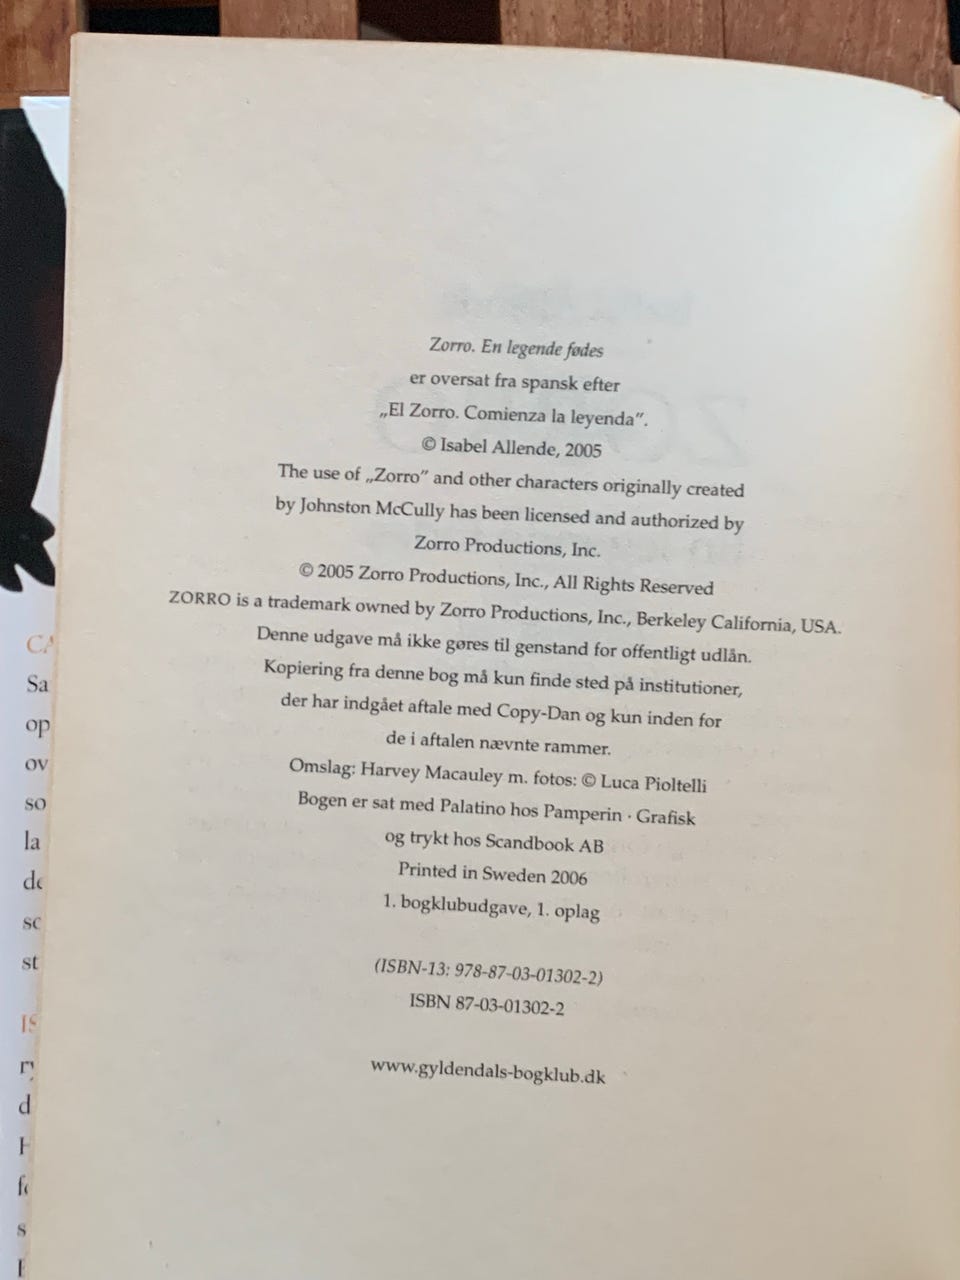 Zorro. En legende fødes
er oversat fra spansk efter
„El Zorro. Comienza la leyenda”.
© Isabel Allende, 2005
The use of „Zorro” and other characters originally created
by Johnston McCully has been licensed and authorized by
Zorro Productions, Inc.
© 2005 Zorro Productions, Inc., All Rights Reserved
ZORRO is a trademark owned by Zorro Productions, Inc., Berkeley California, USA.
Denne udgave må ikke gøres til genstand for offentligt udlån.
Kopiering fra denne bog må kun finde sted på institutioner,
der har indgået aftale med Copy-Dan og kun inden for
de i aftalen nævnte rammer.
Omslag: Harvey Macauley m. fotos: © Luca Pioltelli
Bogen er sat med Palatino hos Pamperin · Grafisk
og trykt hos Scandbook AB
Printed in Sweden 2006
1. bogklubudgave, 1. oplag
(ISBN-13: 978-87-03-01302-2)
ISBN 87-03-01302-2
www.gyldendals-bogklub.dk